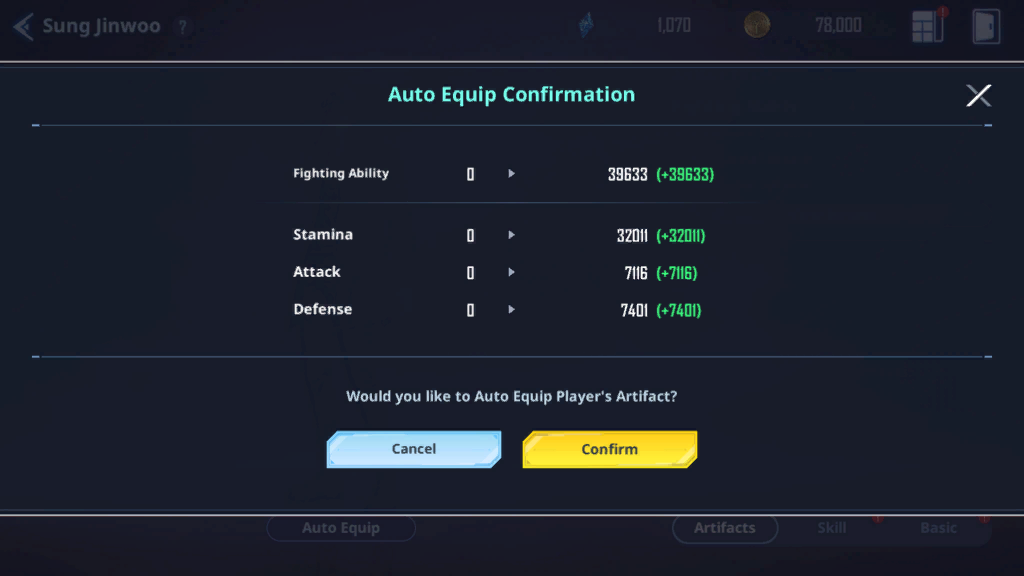 Sung Jinwoo ? 1,070 78,000
Auto Equip Confirmation
Fighting Ability 0 39633 (+39633)
Stamina 0 32011 (+32011)
Attack 0 7116 (+7116)
Defense 0 7401 (+7401)
Would you like to Auto Equip Player's Artifact?
Cancel Confirm
Auto Equip Artifacts Skill Basic